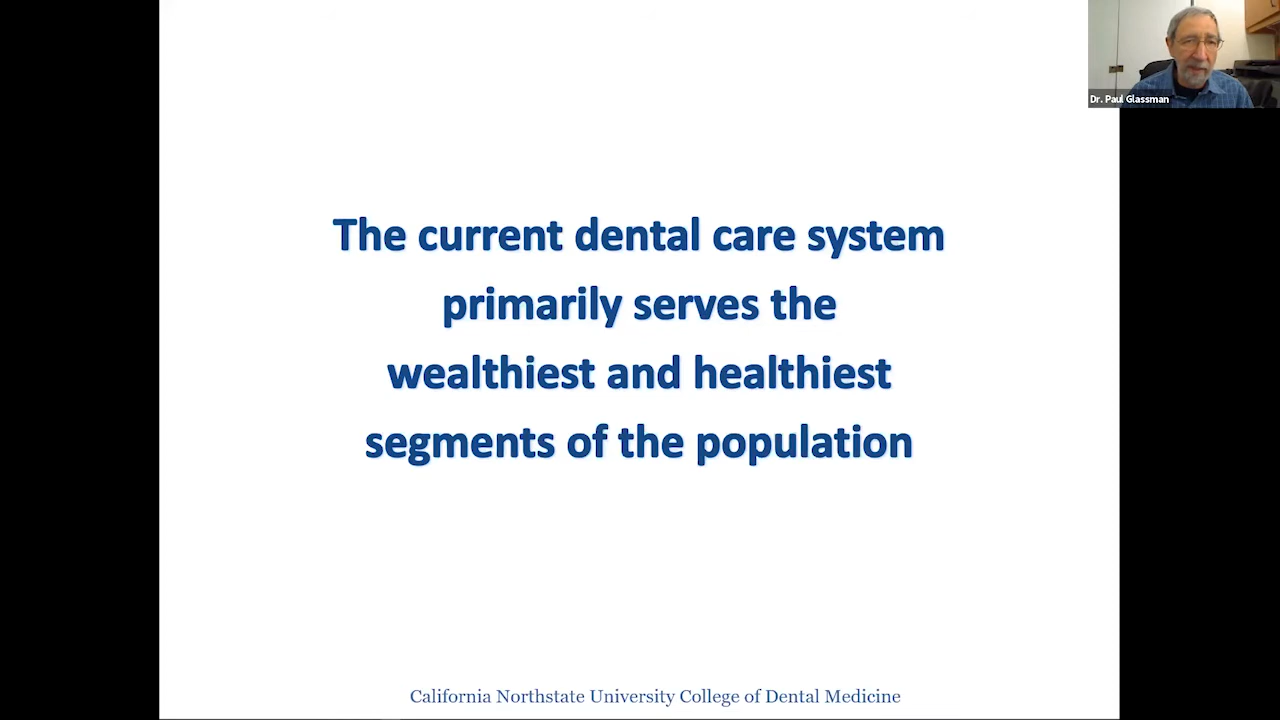 Dr. Paul Glassman
The current dental care system
primarily serves the
wealthiest and healthiest
segments of the population
California Northstate University College of Dental Medicine